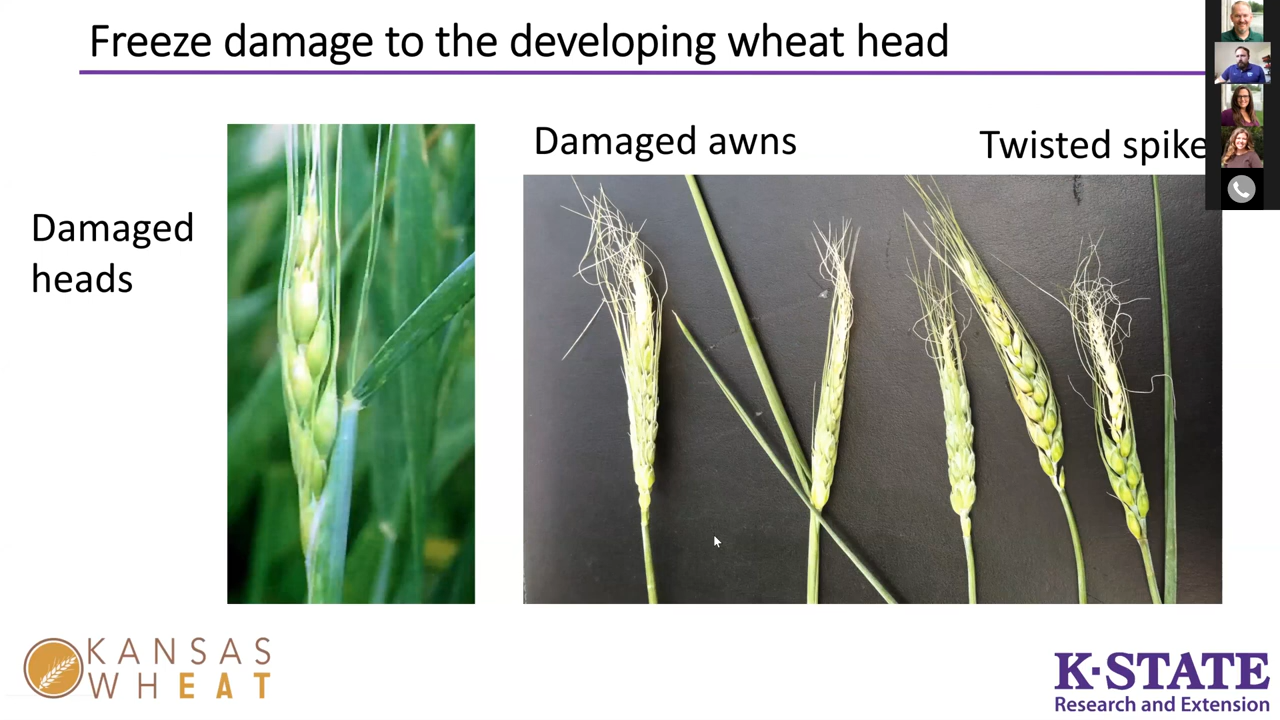 Freeze damage to the developing wheat head
Damaged awns
Twisted spike
Damaged
heads
KANSAS
WHEAT
K-STATE
Research and Extension